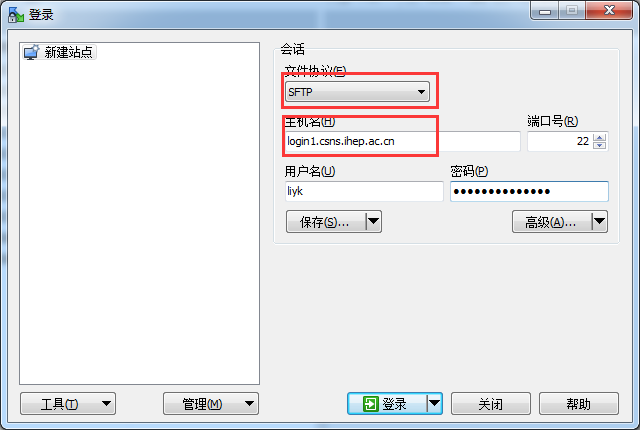 登录
新建站点
会话
文件协议(F)
SFTP
主机名(H)
端口号(R)
login1.csns.ihep.ac.cn
22
用户名(U)
密码(P)
liyk
保存(S)...
高级(A)...
工具(T)
管理(M)
登录
关闭
帮助